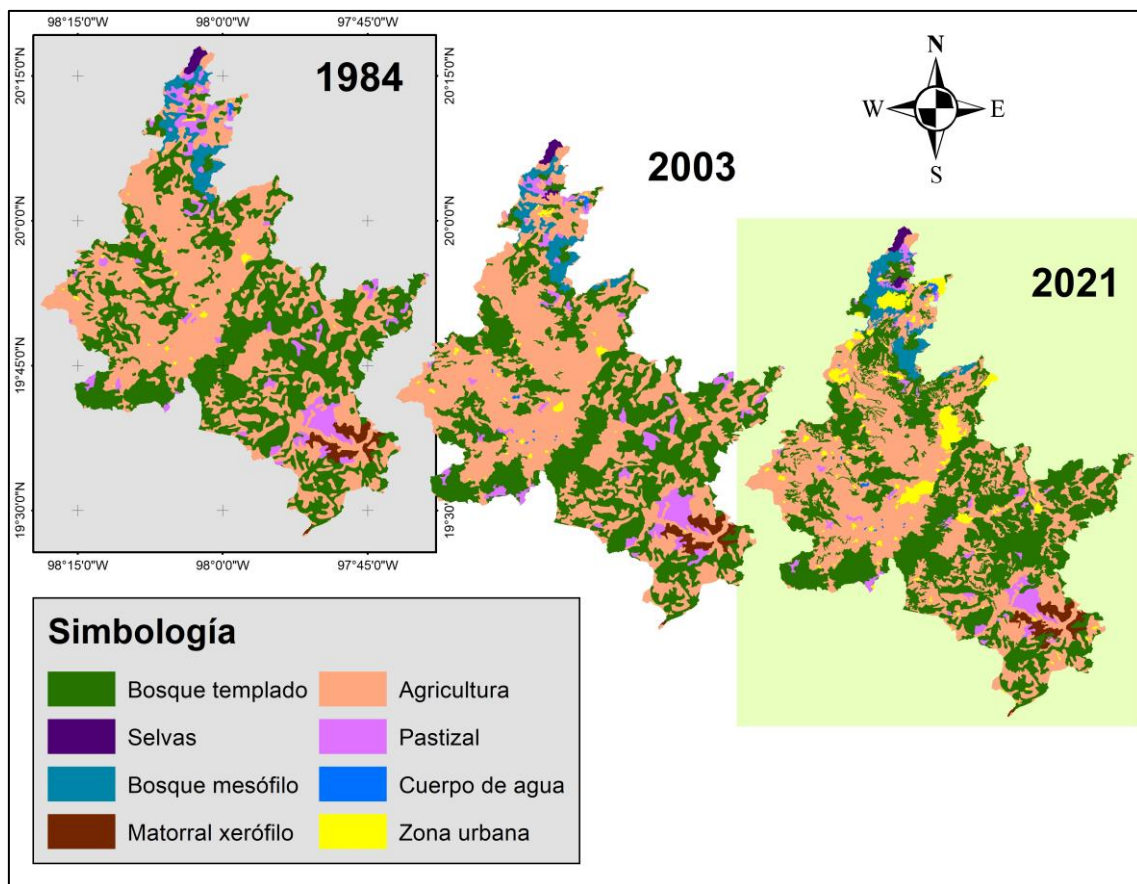 98°15'0"W 98°0'0"W 97°45'0"W
1984
20°15'0"N 20°15'0"N
20°0'0"N 20°0'0"N
19°45'0"N 19°45'0"N
19°30'0"N 19°30'0"N
98°15'0"W 98°0'0"W 97°45'0"W
N
W E
S
2003
2021
Simbología
Bosque templado Agricultura
Selvas Pastizal
Bosque mesófilo Cuerpo de agua
Matorral xerófilo Zona urbana